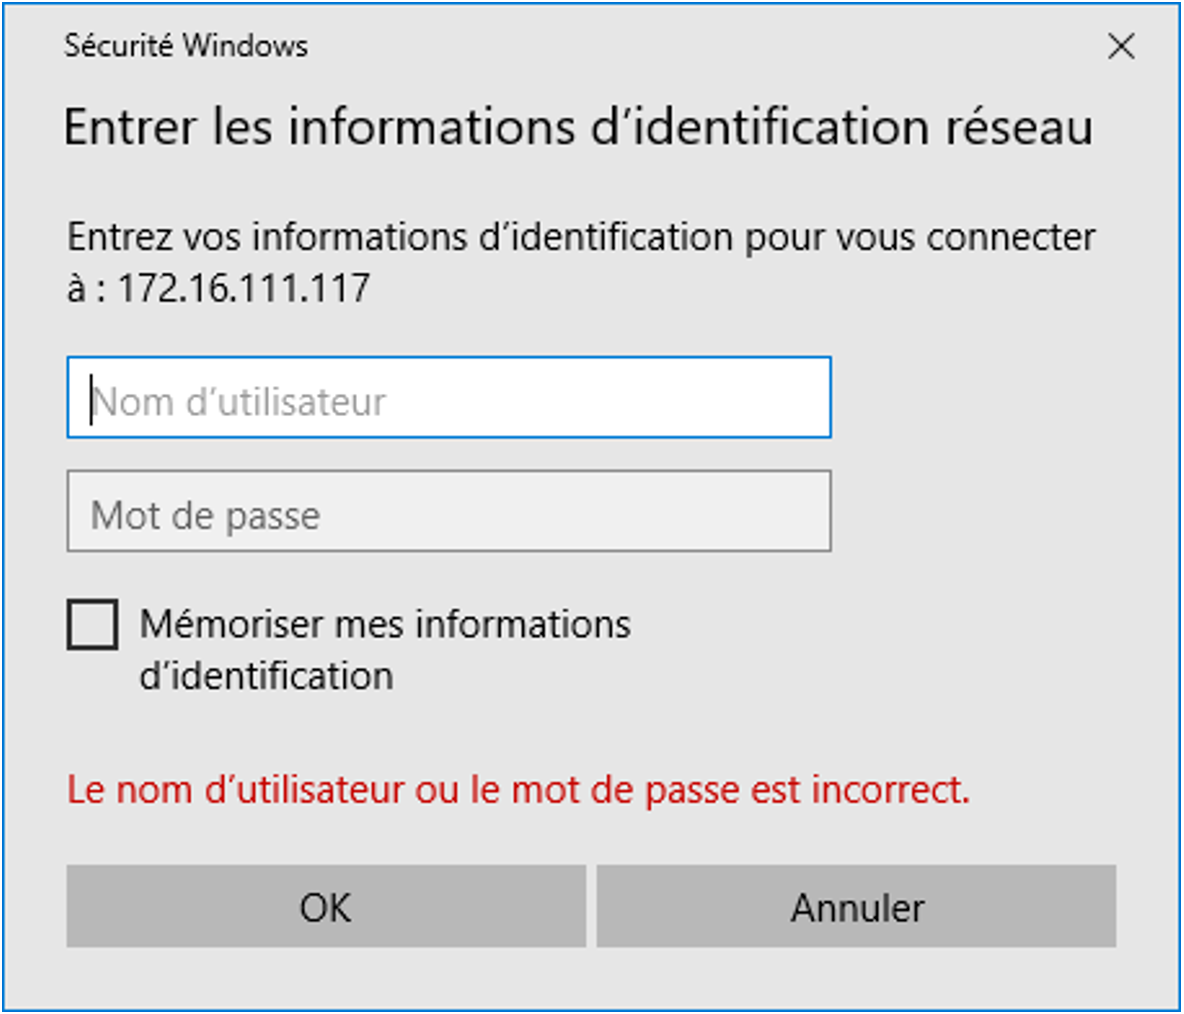 Sécurité Windows
Entrer les informations d’identification réseau
Entrez vos informations d’identification pour vous connecter
à : 172.16.111.117
Nom d’utilisateur
Mot de passe
Mémoriser mes informations
d’identification
Le nom d’utilisateur ou le mot de passe est incorrect.
OK
Annuler